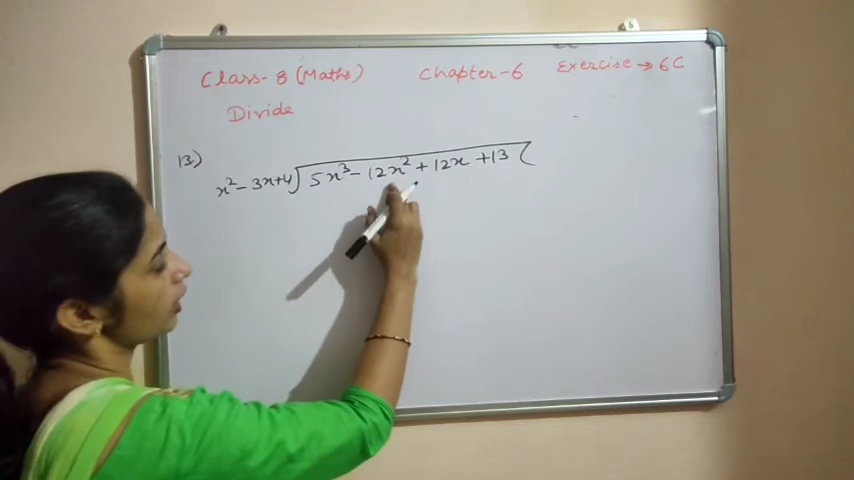 Class-8 (Maths) Chapter-6 Exercise → 6C
Divide
13.) x² - 3x + 4 ) 5x³ - 12x² + 12x + 13 (